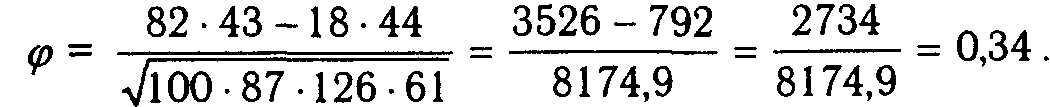 φ = (82 · 43 – 18 · 44) / √(100 · 87 · 126 · 61) = (3526 – 792) / 8174,9 = 2734 / 8174,9 = 0,34 .